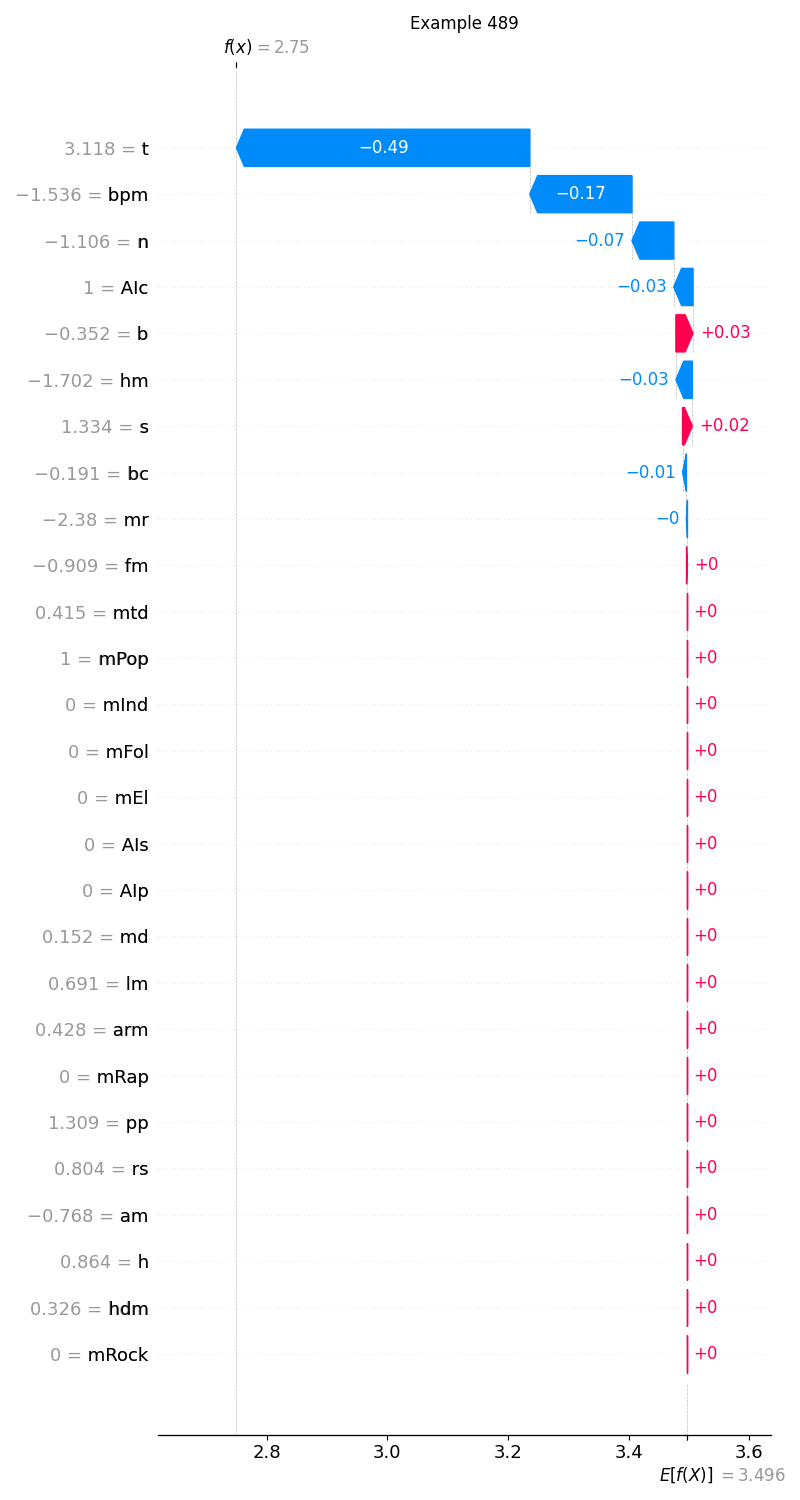 Example 489
f(x) = 2.75
3.118 = t −0.49
−1.536 = bpm −0.17
−1.106 = n −0.07
1 = AIc −0.03
−0.352 = b +0.03
−1.702 = hm −0.03
1.334 = s +0.02
−0.191 = bc −0.01
−2.38 = mr −0
−0.909 = fm +0
0.415 = mtd +0
1 = mPop +0
0 = mInd +0
0 = mFol +0
0 = mEl +0
0 = AIs +0
0 = AIp +0
0.152 = md +0
0.691 = lm +0
0.428 = arm +0
0 = mRap +0
1.309 = pp +0
0.804 = rs +0
−0.768 = am +0
0.864 = h +0
0.326 = hdm +0
0 = mRock +0
2.8 3.0 3.2 3.4 3.6
E[f(X)] = 3.496